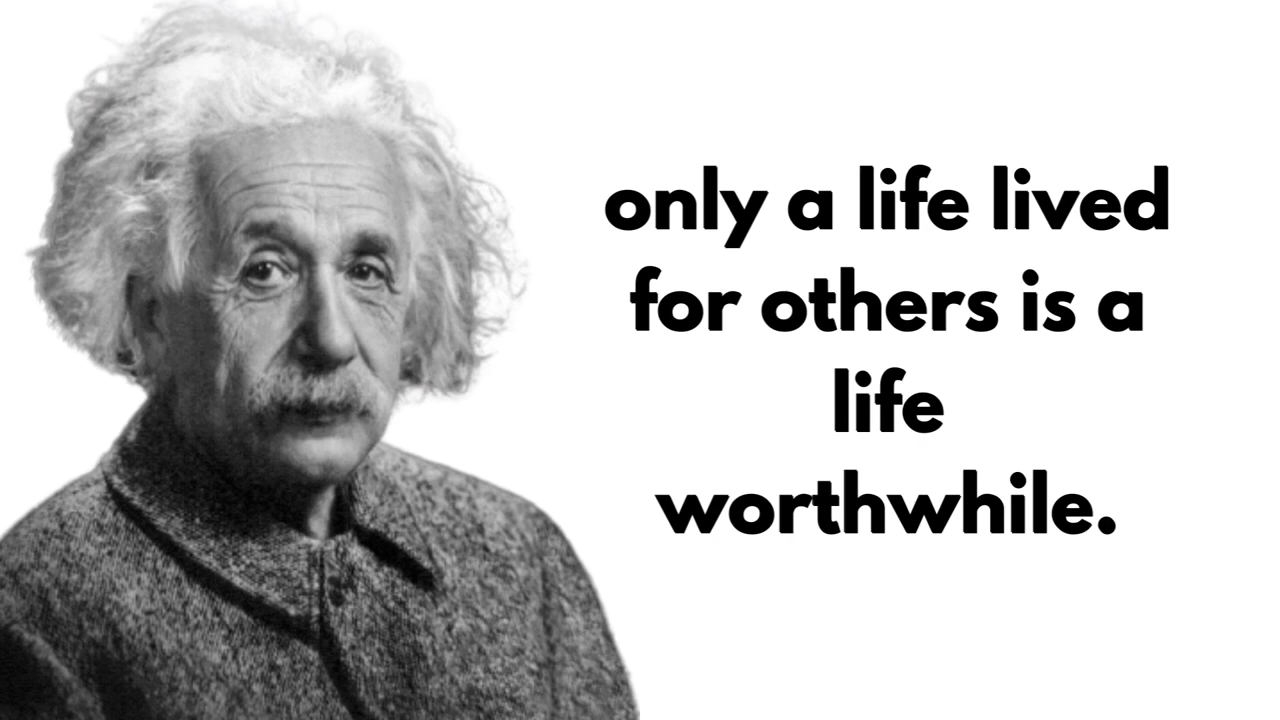 only a life lived
for others is a
life
worthwhile.